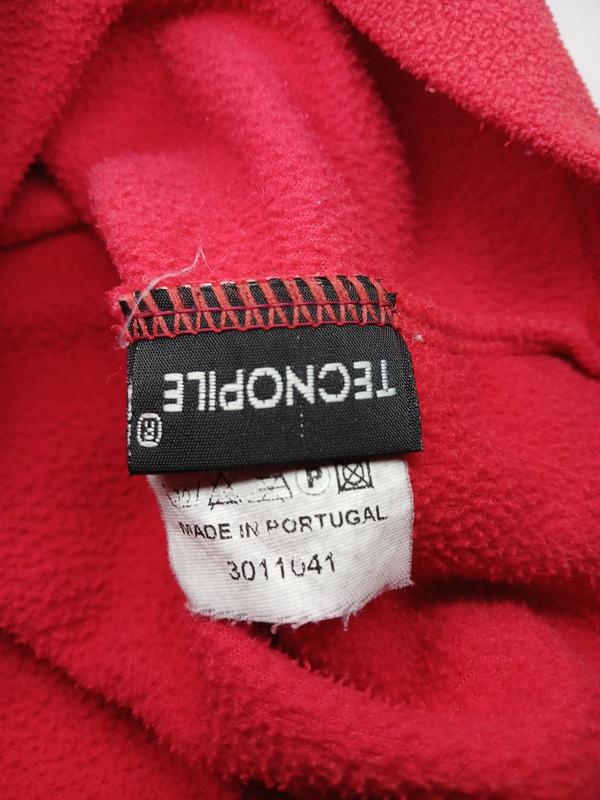 TECNOPiLE
®
P
MADE IN PORTUGAL
3011041